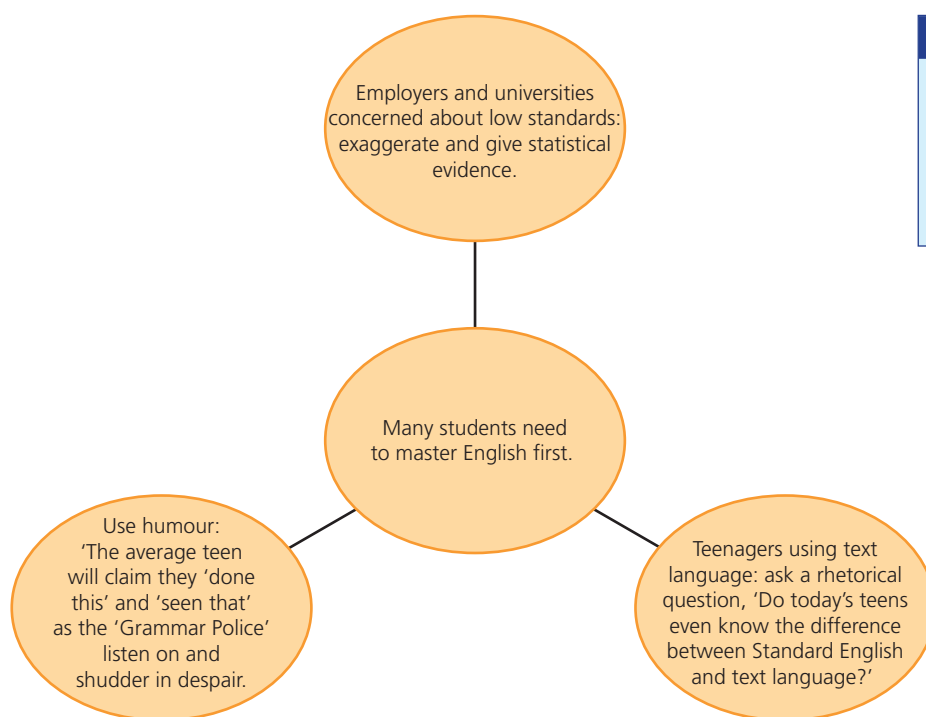 Employers and universities
concerned about low standards:
exaggerate and give statistical
evidence.
Many students need
to master English first.
Use humour:
‘The average teen
will claim they ‘done
this’ and ‘seen that’
as the ‘Grammar Police’
listen on and
shudder in despair.
Teenagers using text
language: ask a rhetorical
question, ‘Do today’s teens
even know the difference
between Standard English
and text language?’